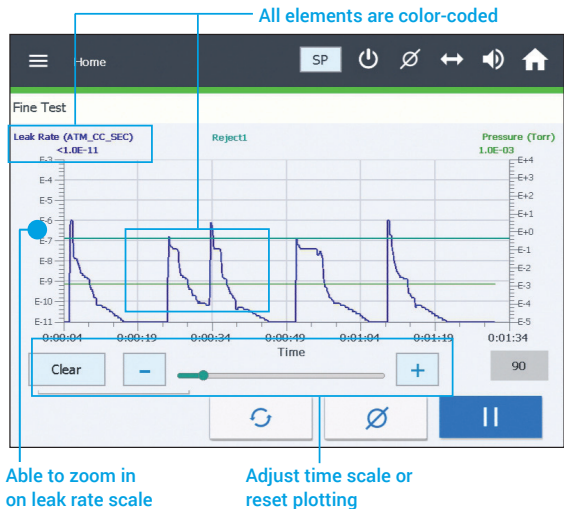 All elements are color-coded
Home
SP
Fine Test
Leak Rate (ATM_CC_SEC)
<1.0E-11
Reject1
Pressure (Torr)
1.0E-03
E-3
E-4
E-5
E-6
E-7
E-8
E-9
E-10
E-11
E+4
E+3
E+2
E+1
E+0
E-1
E-2
E-3
E-4
E-5
0:00:04 0:00:19 0:00:34 0:00:49 0:01:04 0:01:19 0:01:34
Time
Clear
−
+
90
Able to zoom in
on leak rate scale
Adjust time scale or
reset plotting